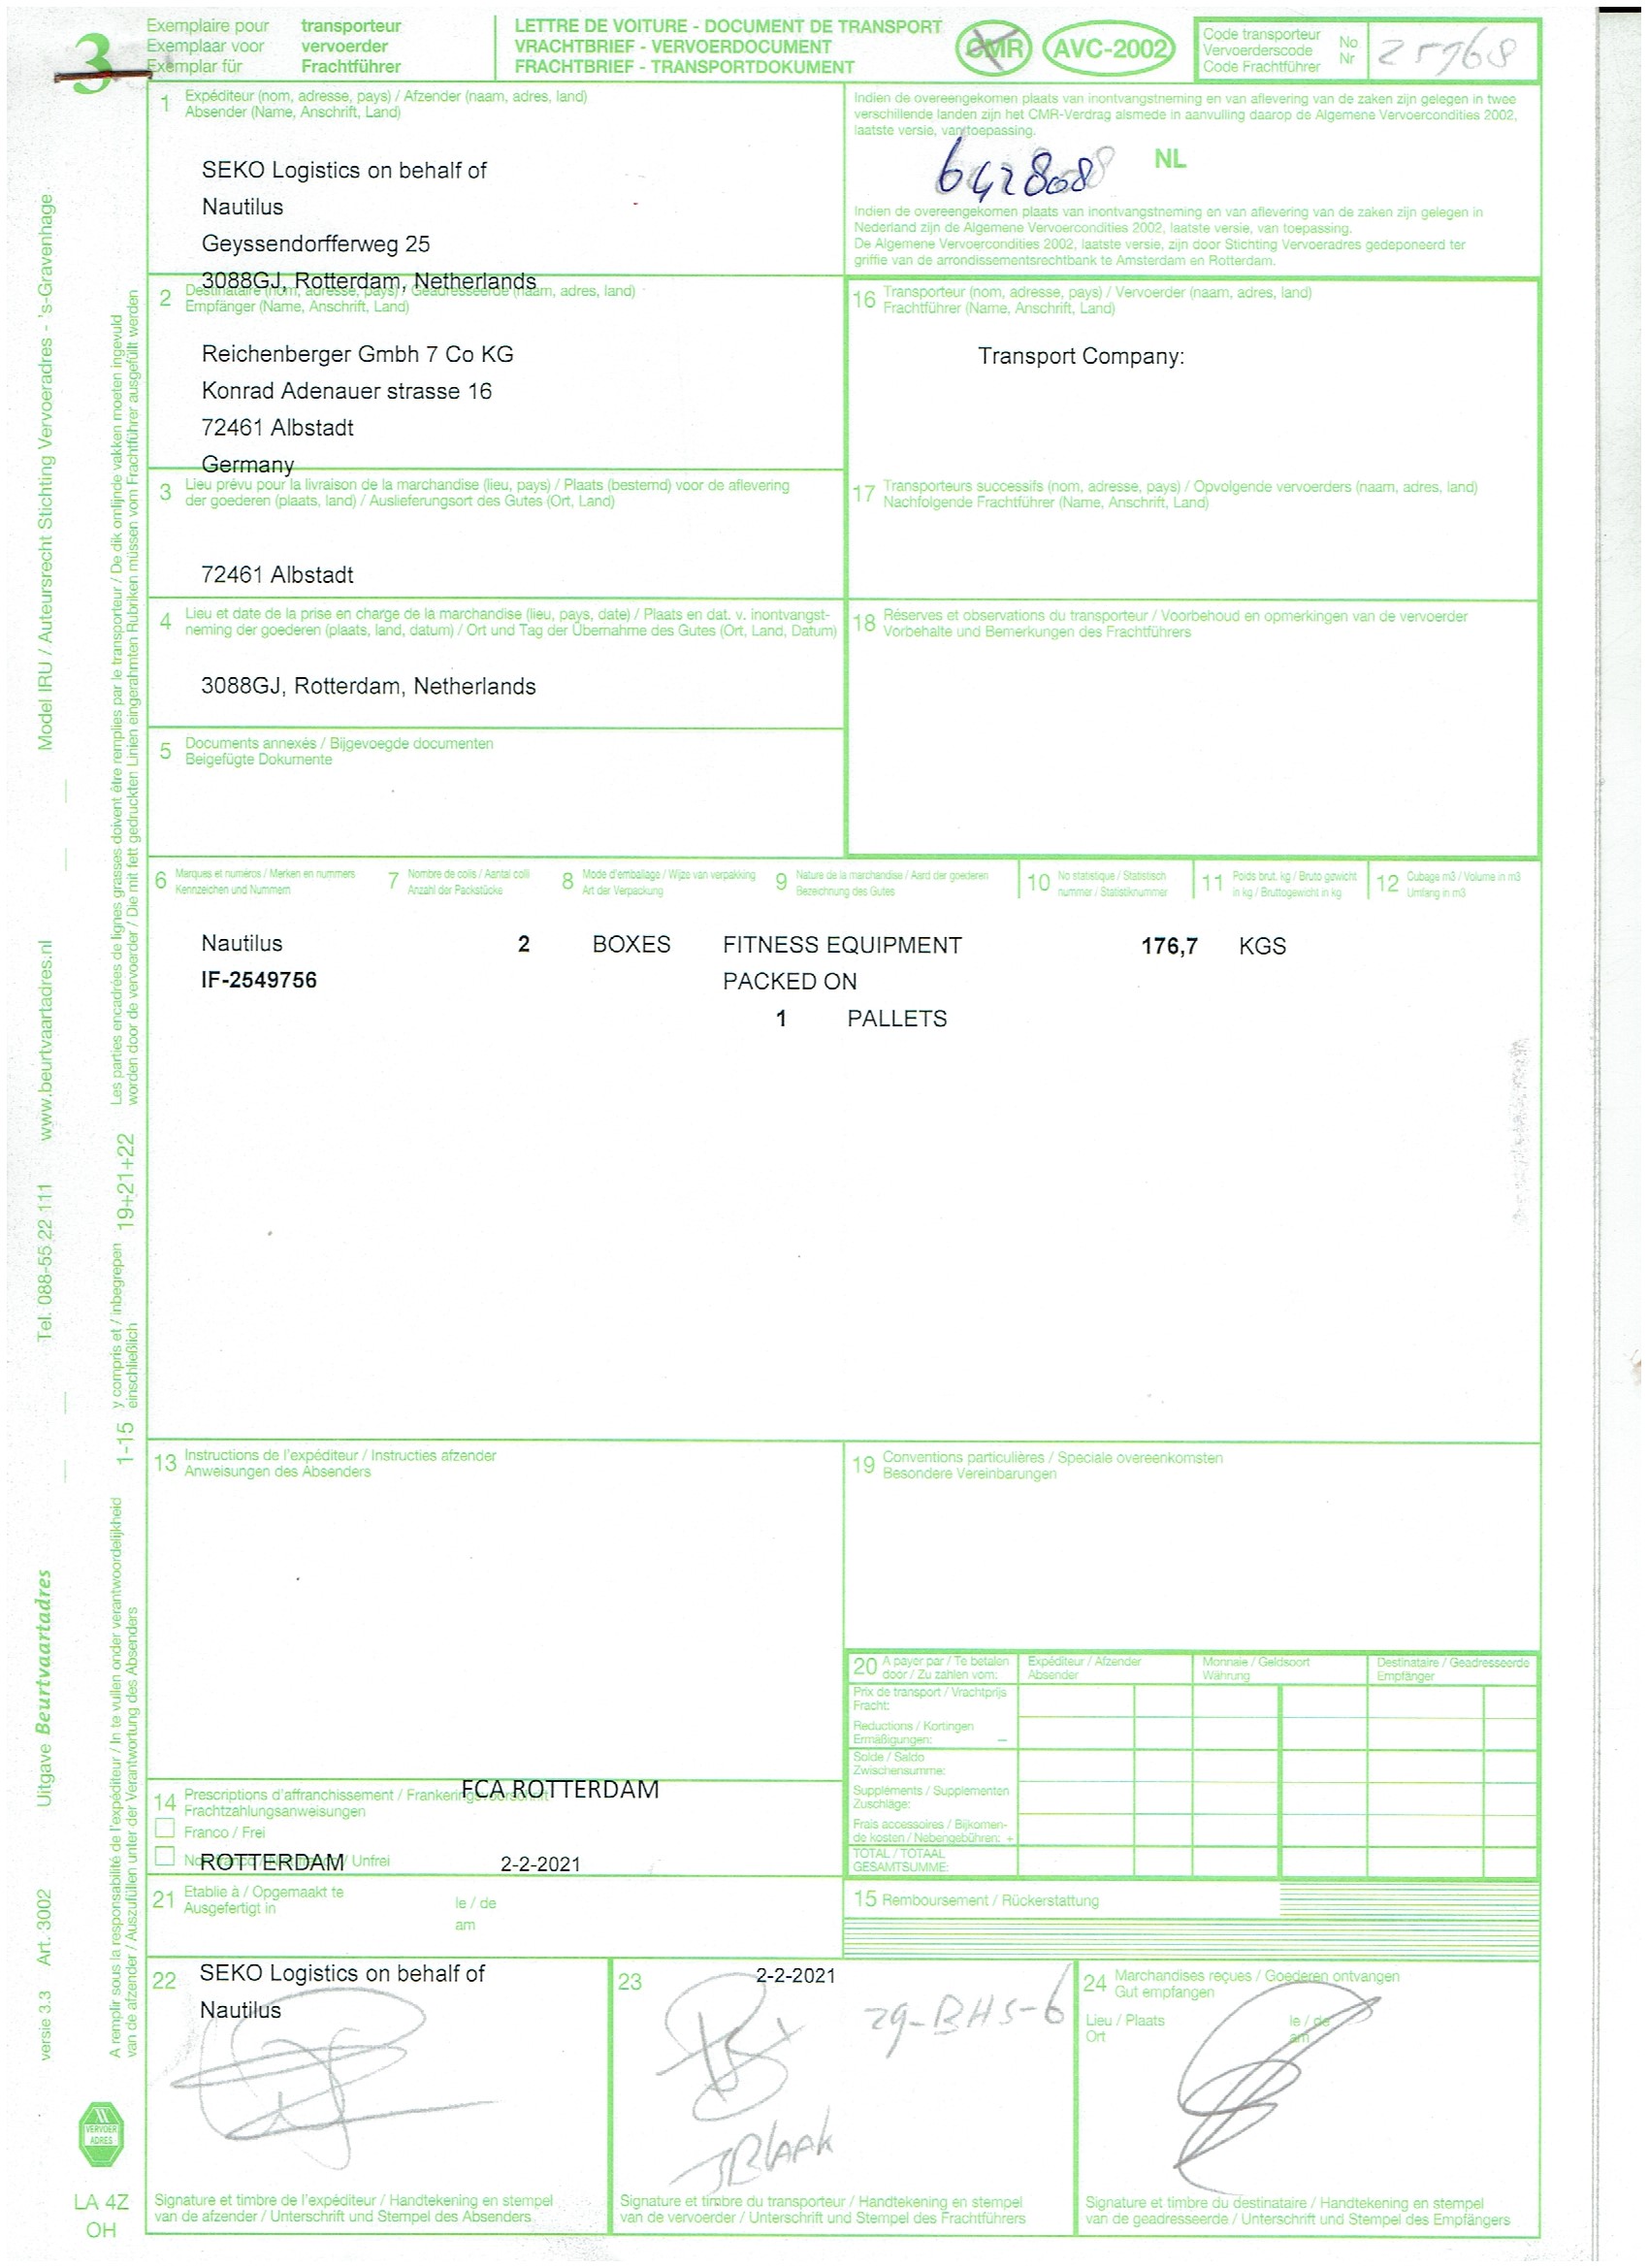 3
Exemplaire pour transporteur
Exemplaar voor vervoerder
Exemplar für Frachtführer
LETTRE DE VOITURE - DOCUMENT DE TRANSPORT
VRACHTBRIEF - VERVOERDOCUMENT
FRACHTBRIEF - TRANSPORTDOKUMENT
CMR
AVC-2002
Code transporteur No
Vervoerderscode Nr
Code Frachtführer
25968
1 Expéditeur (nom, adresse, pays) / Afzender (naam, adres, land)
Absender (Name, Anschrift, Land)
SEKO Logistics on behalf of
Nautilus
Geyssendorfferweg 25
3088GJ, Rotterdam, Netherlands
Indien de overeengekomen plaats van inontvangstneming en van aflevering van de zaken zijn gelegen in twee
verschillende landen zijn het CMR-Verdrag alsmede in aanvulling daarop de Algemene Vervoercondities 2002,
laatste versie, van toepassing.
6428088 NL
Indien de overeengekomen plaats van inontvangstneming en van aflevering van de zaken zijn gelegen in
Nederland zijn de Algemene Vervoercondities 2002, laatste versie, van toepassing.
De Algemene Vervoercondities 2002, laatste versie, zijn door Stichting Vervoeradres gedeponeerd ter
griffie van de arrondissementsrechtbank te Amsterdam en Rotterdam.
2 Destinataire (nom, adresse, pays) / Geadresseerde (naam, adres, land)
Empfänger (Name, Anschrift, Land)
Reichenberger Gmbh 7 Co KG
Konrad Adenauer strasse 16
72461 Albstadt
Germany
16 Transporteur (nom, adresse, pays) / Vervoerder (naam, adres, land)
Frachtführer (Name, Anschrift, Land)
Transport Company:
3 Lieu prévu pour la livraison de la marchandise (lieu, pays) / Plaats (bestemd) voor de aflevering
der goederen (plaats, land) / Auslieferungsort des Gutes (Ort, Land)
72461 Albstadt
17 Transporteurs successifs (nom, adresse, pays) / Opvolgende vervoerders (naam, adres, land)
Nachfolgende Frachtführer (Name, Anschrift, Land)
4 Lieu et date de la prise en charge de la marchandise (lieu, pays, date) / Plaats en dat. v. inontvangst-
neming der goederen (plaats, land, datum) / Ort und Tag der Übernahme des Gutes (Ort, Land, Datum)
3088GJ, Rotterdam, Netherlands
18 Réserves et observations du transporteur / Voorbehoud en opmerkingen van de vervoerder
Vorbehalte und Bemerkungen des Frachtführers
5 Documents annexés / Bijgevoegde documenten
Beigefügte Dokumente
6 Marques et numéros / Merken en nummers
Kennzeichen und Nummern
7 Nombre de colis / Aantal colli
Anzahl der Packstücke
8 Mode d'emballage / Wijze van verpakking
Art der Verpackung
9 Nature de la marchandise / Aard der goederen
Bezeichnung des Gutes
10 No statistique / Statistisch
nummer / Statistiknummer
11 Poids brut, kg / Bruto gewicht
in kg / Bruttogewicht in kg
12 Cubage m3 / Volume in m3
Umfang in m3
Nautilus 2 BOXES FITNESS EQUIPMENT 176,7 KGS
IF-2549756 PACKED ON
1 PALLETS
13 Instructions de l'expéditeur / Instructies afzender
Anweisungen des Absenders
19 Conventions particulières / Speciale overeenkomsten
Besondere Vereinbarungen
20 A payer par / Te betalen
door / Zu zahlen vom:
Expéditeur / Afzender
Absender
Monnaie / Geldsoort
Währung
Destinataire / Geadresseerde
Empfänger
Prix de transport / Vrachtprijs
Fracht:
Reductions / Kortingen
Ermäßigungen: –
Solde / Saldo
Zwischensumme:
Suppléments / Supplementen
Zuschläge:
Frais accessoires / Bijkomen-
de kosten / Nebengebühren: +
TOTAL / TOTAAL
GESAMTSUMME:
14 Prescriptions d'affranchissement / Frankeringsvoorschrift
Frachtzahlungsanweisungen
FCA ROTTERDAM
Franco / Frei
Unfrei
ROTTERDAM 2-2-2021
21 Etablie à / Opgemaakt te
Ausgefertigt in
le / de
am
15 Remboursement / Rückerstattung
22 SEKO Logistics on behalf of
Nautilus
Signature et timbre de l'expéditeur / Handtekening en stempel
van de afzender / Unterschrift und Stempel des Absenders
23 2-2-2021
29-BHS-6
JBlaak
Signature et timbre du transporteur / Handtekening en stempel
van de vervoerder / Unterschrift und Stempel des Frachtführers
24 Marchandises reçues / Goederen ontvangen
Gut empfangen
Lieu / Plaats
Ort
le / de
am
Signature et timbre du destinataire / Handtekening en stempel
van de geadresseerde / Unterschrift und Stempel des Empfängers
Model IRU / Auteursrecht Stichting Vervoeradres - 's-Gravenhage
www.beurtvaartadres.nl
Tel. 088-55 22 111
Uitgave Beurtvaartadres
Art. 3002
versie 3.3
Les parties encadrées de lignes grasses doivent être remplies par le transporteur / De dik omlijnde vakken moeten ingevuld
worden door de vervoerder / Die mit fett gedruckten Linien eingerahmten Rubriken müssen vom Frachtführer ausgefüllt werden
19+21+22
y compris et / inbegrepen
einschließlich
1-15
A remplir sous la responsabilité de l'expéditeur / In te vullen onder verantwoordelijkheid
van de afzender / Auszufüllen unter der Verantwortung des Absenders
VERVOER
ADRES
LA 4Z
OH